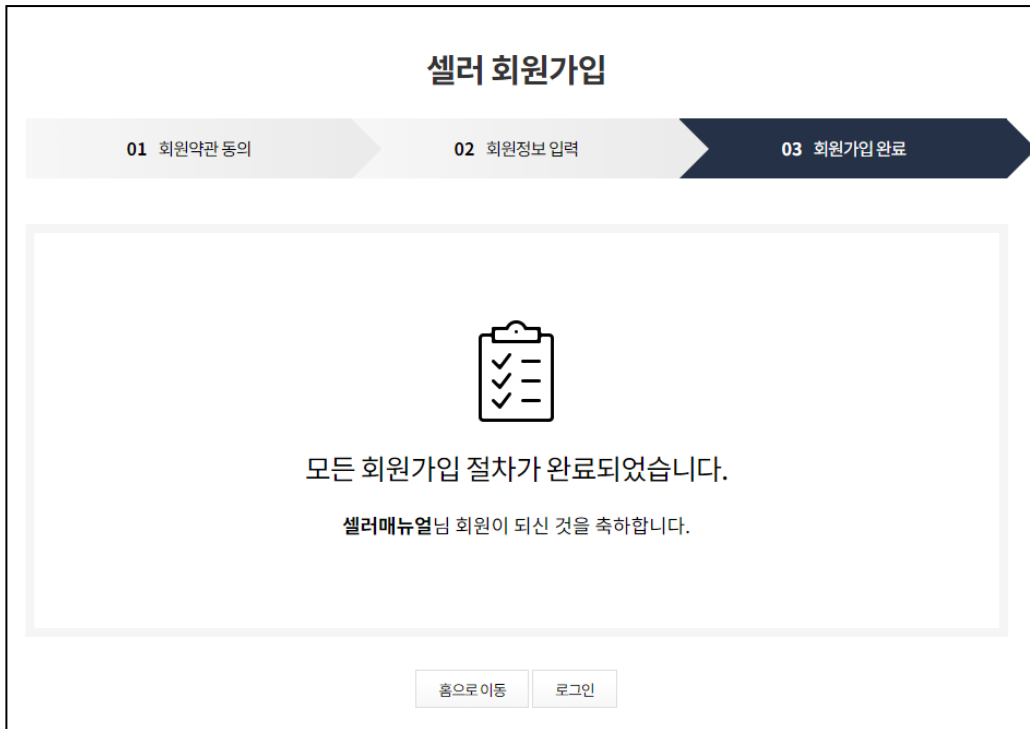 셀러 회원가입
01 회원약관 동의
02 회원정보 입력
03 회원가입 완료
모든 회원가입 절차가 완료되었습니다.
셀러매뉴얼님 회원이 되신 것을 축하합니다.
홈으로 이동
로그인